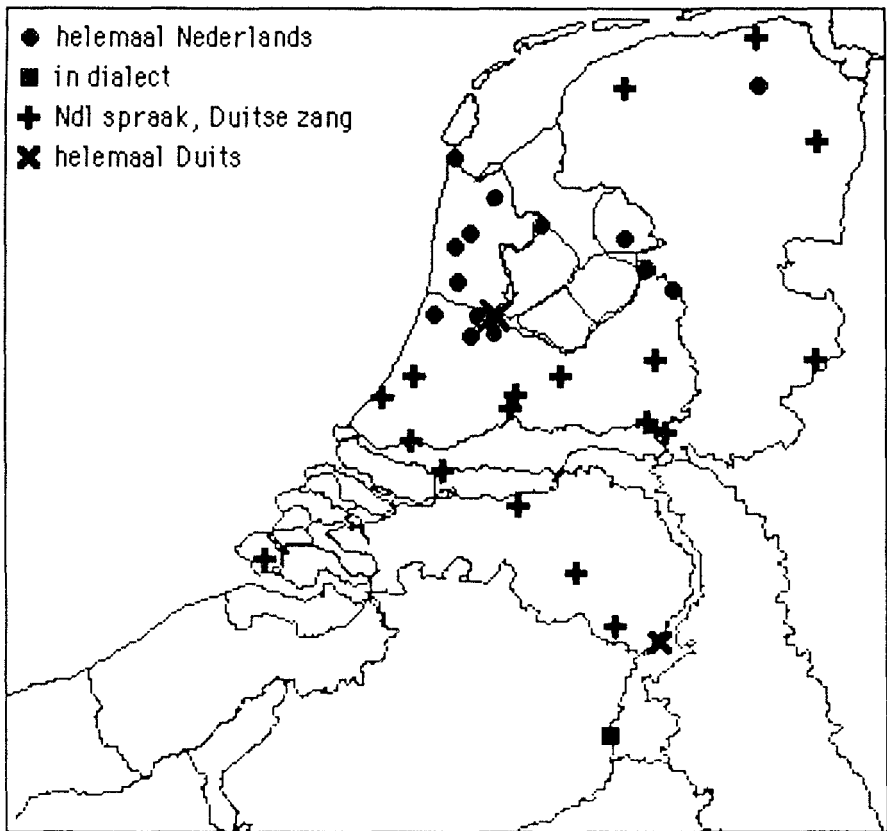 helemaal Nederlands
in dialect
Ndl spraak, Duitse zang
helemaal Duits